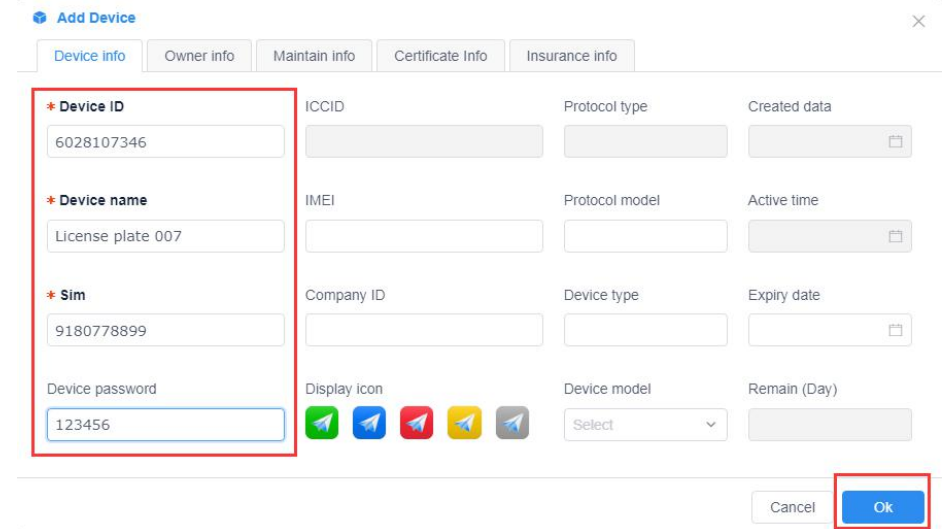 Add Device
Device info Owner info Maintain info Certificate Info Insurance info
* Device ID ICCID Protocol type Created data
6028107346
* Device name IMEI Protocol model Active time
License plate 007
* Sim Company ID Device type Expiry date
9180778899
Device password Display icon Device model Remain (Day)
123456 Select
Cancel Ok